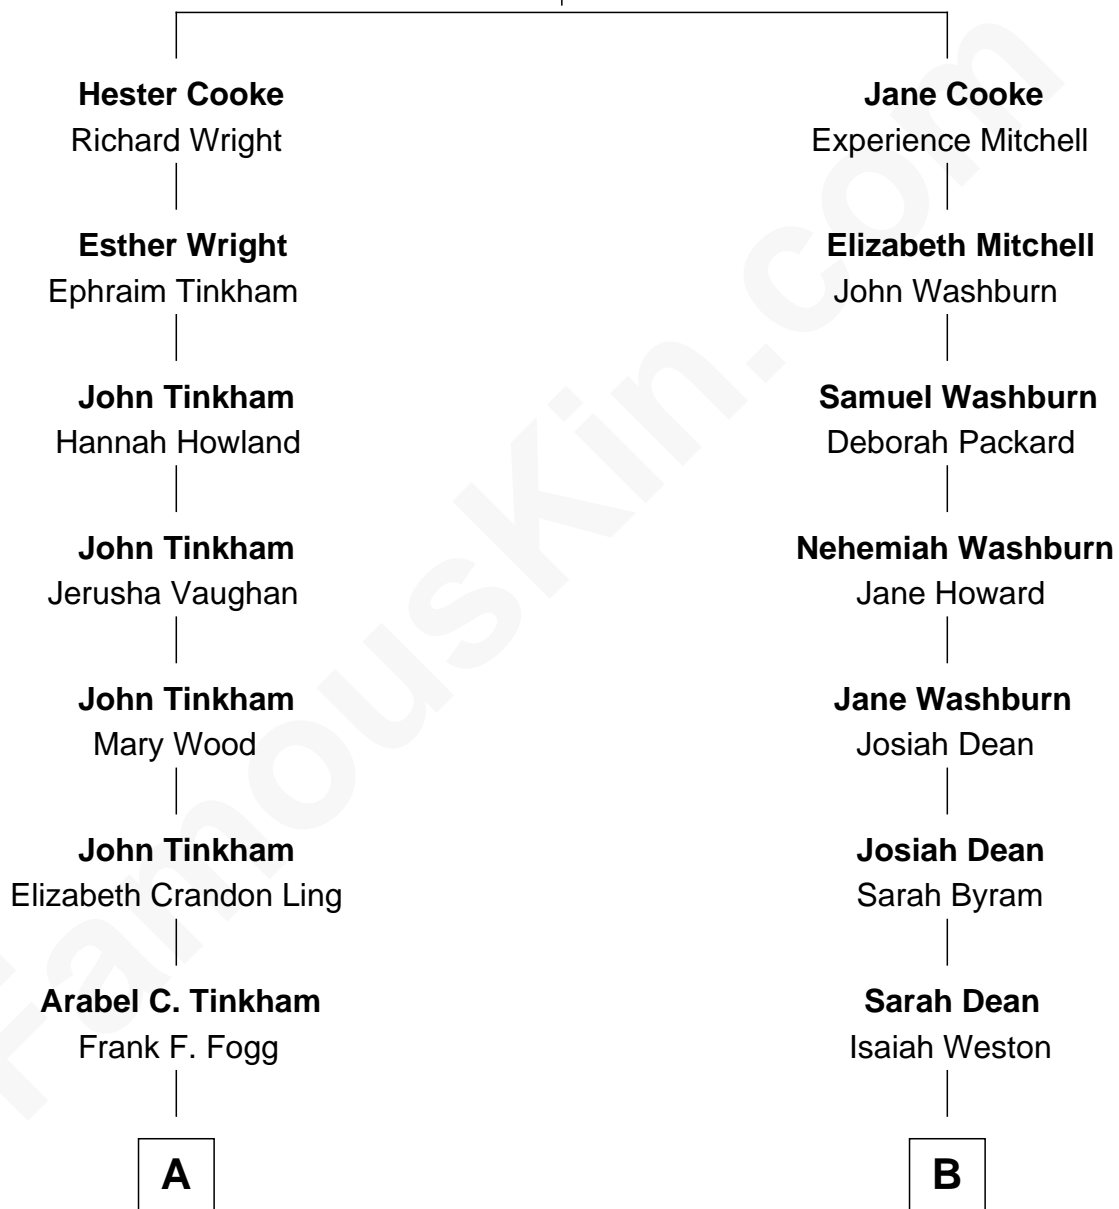 Hester Cooke
Richard Wright
Esther Wright
Ephraim Tinkham
John Tinkham
Hannah Howland
John Tinkham
Jerusha Vaughan
John Tinkham
Mary Wood
John Tinkham
Elizabeth Crandon Ling
Arabel C. Tinkham
Frank F. Fogg
A
Jane Cooke
Experience Mitchell
Elizabeth Mitchell
John Washburn
Samuel Washburn
Deborah Packard
Nehemiah Washburn
Jane Howard
Jane Washburn
Josiah Dean
Josiah Dean
Sarah Byram
Sarah Dean
Isaiah Weston
B
FamousKin.com